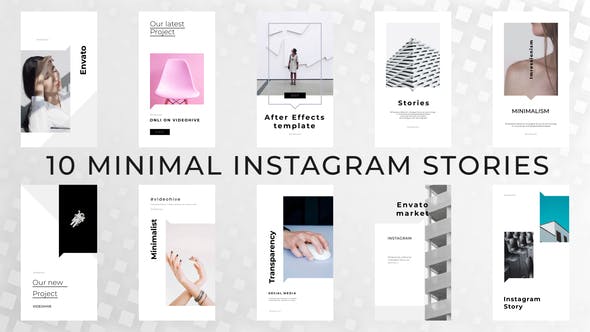 Envato
Our latest
Project
ONLI ON VIDEOHIVE
After Effects
template
Stories
Impressionism
MINIMALISM
10 MINIMAL INSTAGRAM STORIES
Our new
Project
VIDEOHIVE
#videohive
Minimalist
Transparency
SOCIAL MEDIA
Envato
market
INSTAGRAM
Instagram
Story